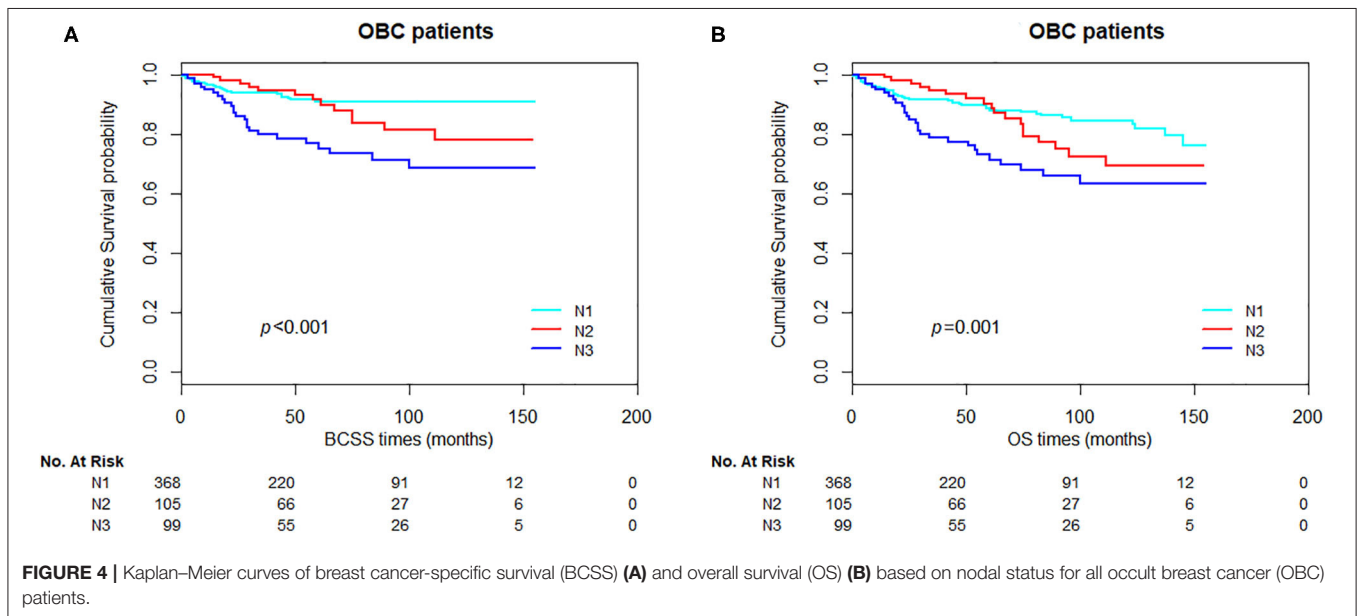 A
OBC patients
Cumulative Survival probability
1.0
0.8
0.6
0.4
0.2
0.0
p<0.001
N1
N2
N3
0 50 100 150 200
BCSS times (months)
No. At Risk
N1 368 220 91 12 0
N2 105 66 27 6 0
N3 99 55 26 5 0
B
OBC patients
Cumulative Survival probability
1.0
0.8
0.6
0.4
0.2
0.0
p=0.001
N1
N2
N3
0 50 100 150 200
OS times (months)
No. At Risk
N1 368 220 91 12 0
N2 105 66 27 6 0
N3 99 55 26 5 0
FIGURE 4 | Kaplan–Meier curves of breast cancer-specific survival (BCSS) (A) and overall survival (OS) (B) based on nodal status for all occult breast cancer (OBC)
patients.